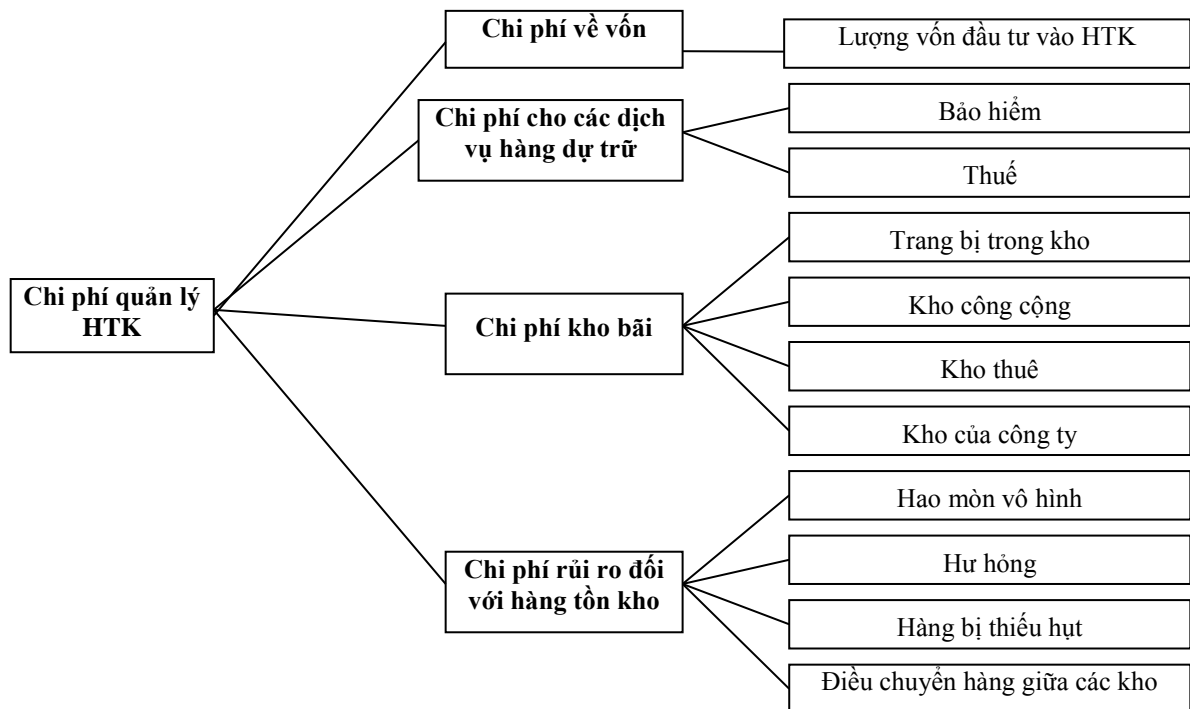 Chi phí quản lý
HTK
Chi phí về vốn
Lượng vốn đầu tư vào HTK
Chi phí cho các dịch
vụ hàng dự trữ
Bảo hiểm
Thuế
Chi phí kho bãi
Trang bị trong kho
Kho công cộng
Kho thuê
Kho của công ty
Chi phí rủi ro đối
với hàng tồn kho
Hao mòn vô hình
Hư hỏng
Hàng bị thiếu hụt
Điều chuyển hàng giữa các kho